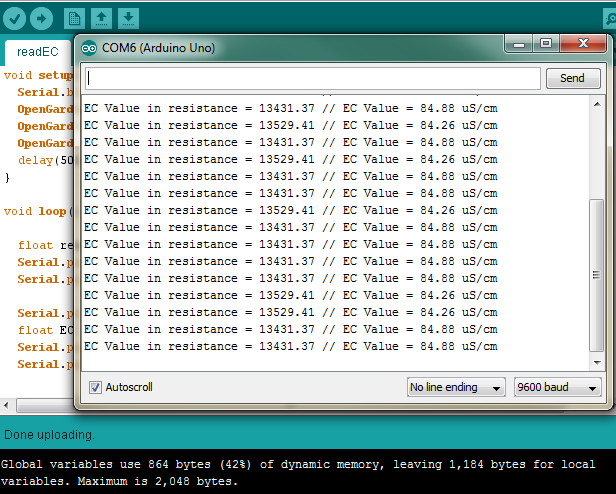 readEC
COM6 (Arduino Uno)
Send
void setup
Serial.b
OpenGard
OpenGard
OpenGard
delay(50
}
void loop(
float re
Serial.p
Serial.p
Serial.p
float EC
Serial.p
Serial.p
EC Value in resistance = 13431.37 // EC Value = 84.88 uS/cm
EC Value in resistance = 13529.41 // EC Value = 84.26 uS/cm
EC Value in resistance = 13431.37 // EC Value = 84.88 uS/cm
EC Value in resistance = 13529.41 // EC Value = 84.26 uS/cm
EC Value in resistance = 13431.37 // EC Value = 84.88 uS/cm
EC Value in resistance = 13431.37 // EC Value = 84.88 uS/cm
EC Value in resistance = 13529.41 // EC Value = 84.26 uS/cm
EC Value in resistance = 13431.37 // EC Value = 84.88 uS/cm
EC Value in resistance = 13431.37 // EC Value = 84.88 uS/cm
EC Value in resistance = 13431.37 // EC Value = 84.88 uS/cm
EC Value in resistance = 13431.37 // EC Value = 84.88 uS/cm
EC Value in resistance = 13529.41 // EC Value = 84.26 uS/cm
EC Value in resistance = 13529.41 // EC Value = 84.26 uS/cm
EC Value in resistance = 13431.37 // EC Value = 84.88 uS/cm
EC Value in resistance = 13431.37 // EC Value = 84.88 uS/cm
Autoscroll
No line ending
9600 baud
Done uploading.
Global variables use 864 bytes (42%) of dynamic memory, leaving 1,184 bytes for local
variables. Maximum is 2,048 bytes.